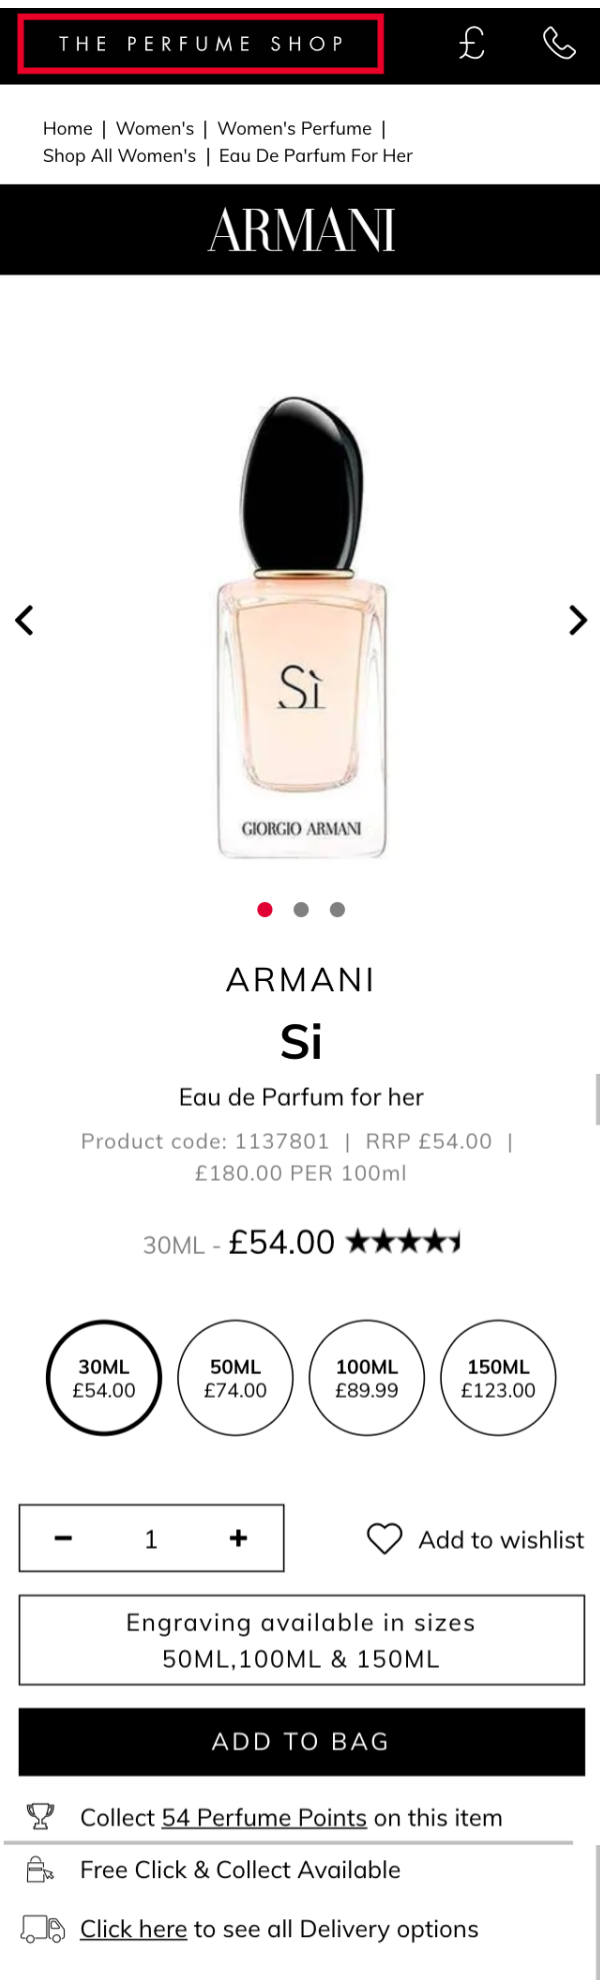 THE PERFUME SHOP £
Home | Women's | Women's Perfume |
Shop All Women's | Eau De Parfum For Her
ARMANI
Sì
GIORGIO ARMANI
ARMANI
Si
Eau de Parfum for her
Product code: 1137801 | RRP £54.00 |
£180.00 PER 100ml
30ML - £54.00
30ML 50ML 100ML 150ML
£54.00 £74.00 £89.99 £123.00
− 1 + Add to wishlist
Engraving available in sizes
50ML,100ML & 150ML
ADD TO BAG
Collect 54 Perfume Points on this item
Free Click & Collect Available
Click here to see all Delivery options